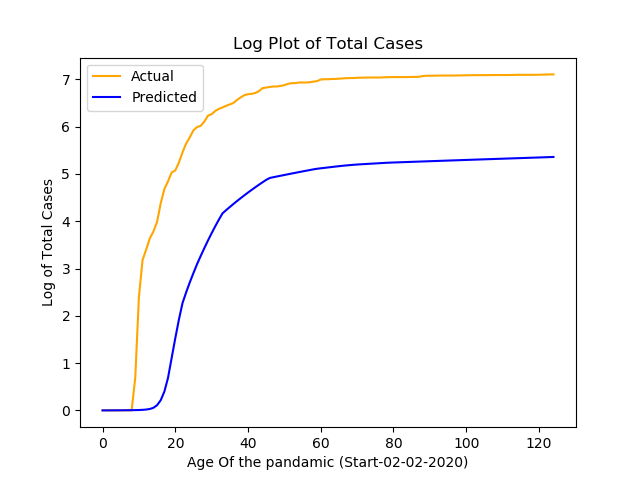 Log Plot of Total Cases
Actual
Predicted
7
6
5
4
3
2
1
0
Log of Total Cases
0 20 40 60 80 100 120
Age Of the pandamic (Start-02-02-2020)